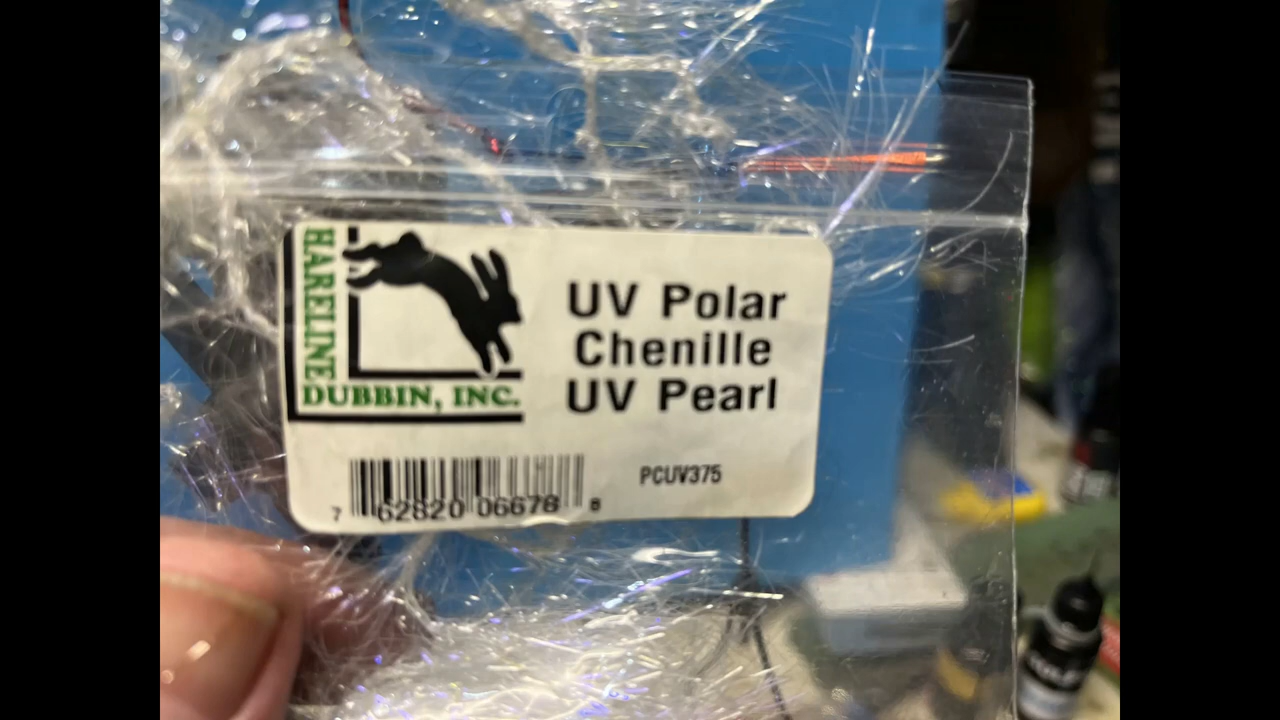 HARELINE
DUBBIN, INC.
UV Polar
Chenille
UV Pearl
PCUV375
7 62820 06678 8